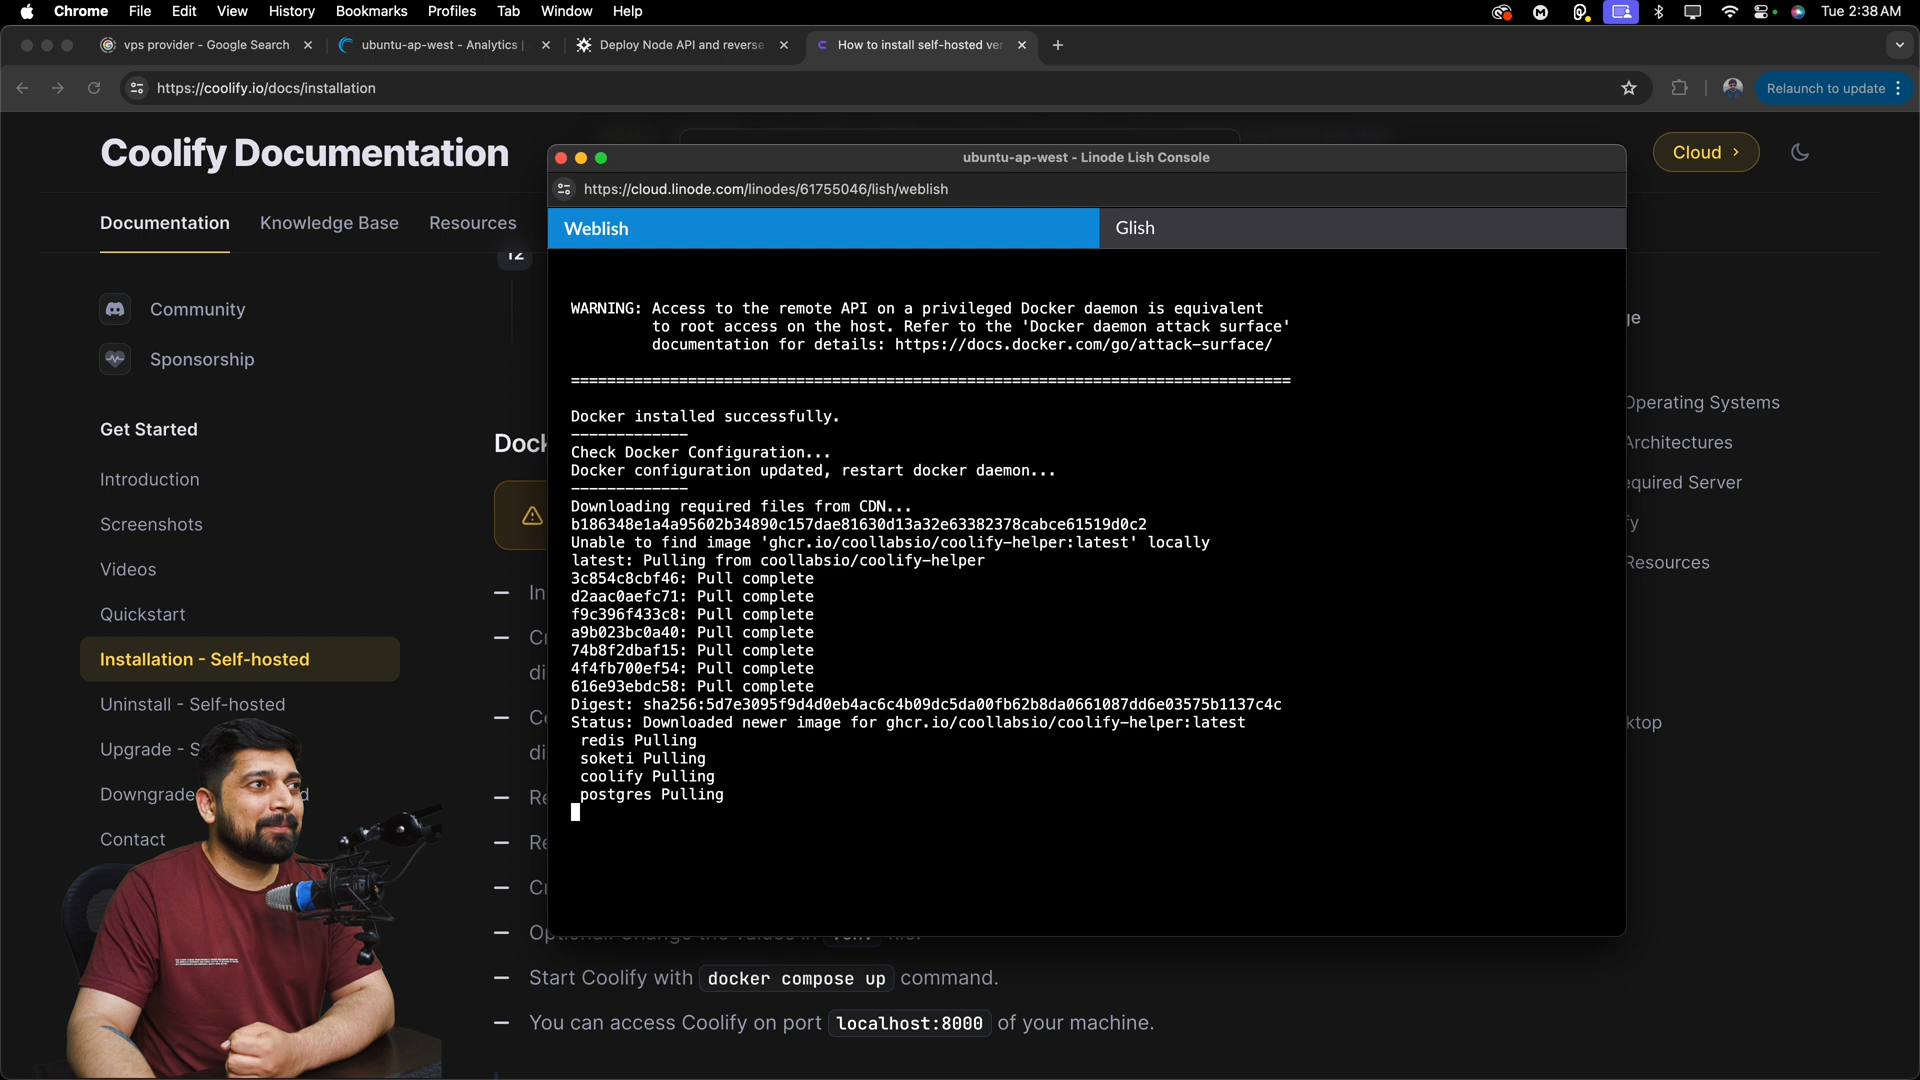 Chrome File Edit View History Bookmarks Profiles Tab Window Help Tue 2:38 AM
vps provider - Google Search
ubuntu-ap-west - Analytics |
Deploy Node API and reverse
How to install self-hosted ver
https://coolify.io/docs/installation
Relaunch to update
Coolify Documentation
Cloud
Documentation Knowledge Base Resources
Community
Sponsorship
Get Started
Introduction
Screenshots
Videos
Quickstart
Installation - Self-hosted
Uninstall - Self-hosted
Upgrade - S
Downgrade
Contact
12
Dock
ubuntu-ap-west - Linode Lish Console
https://cloud.linode.com/linodes/61755046/lish/weblish
Weblish Glish
WARNING: Access to the remote API on a privileged Docker daemon is equivalent
to root access on the host. Refer to the 'Docker daemon attack surface'
documentation for details: https://docs.docker.com/go/attack-surface/
================================================================================
Docker installed successfully.
-------------
Check Docker Configuration...
Docker configuration updated, restart docker daemon...
-------------
Downloading required files from CDN...
b186348e1a4a95602b34890c157dae81630d13a32e63382378cabce61519d0c2
Unable to find image 'ghcr.io/coollabsio/coolify-helper:latest' locally
latest: Pulling from coollabsio/coolify-helper
3c854c8cbf46: Pull complete
d2aac0aefc71: Pull complete
f9c396f433c8: Pull complete
a9b023bc0a40: Pull complete
74b8f2dbaf15: Pull complete
4f4fb700ef54: Pull complete
616e93ebdc58: Pull complete
Digest: sha256:5d7e3095f9d4d0eb4ac6c4b09dc5da00fb62b8da0661087dd6e03575b1137c4c
Status: Downloaded newer image for ghcr.io/coollabsio/coolify-helper:latest
redis Pulling
soketi Pulling
coolify Pulling
postgres Pulling
Operating Systems
Architectures
equired Server
fy
Resources
ktop
Start Coolify with docker compose up command.
You can access Coolify on port localhost:8000 of your machine.